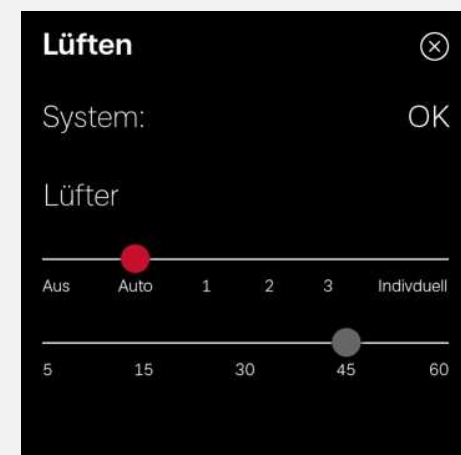 Lüften
System: OK
Lüfter
Aus Auto 1 2 3 Indivduell
5 15 30 45 60